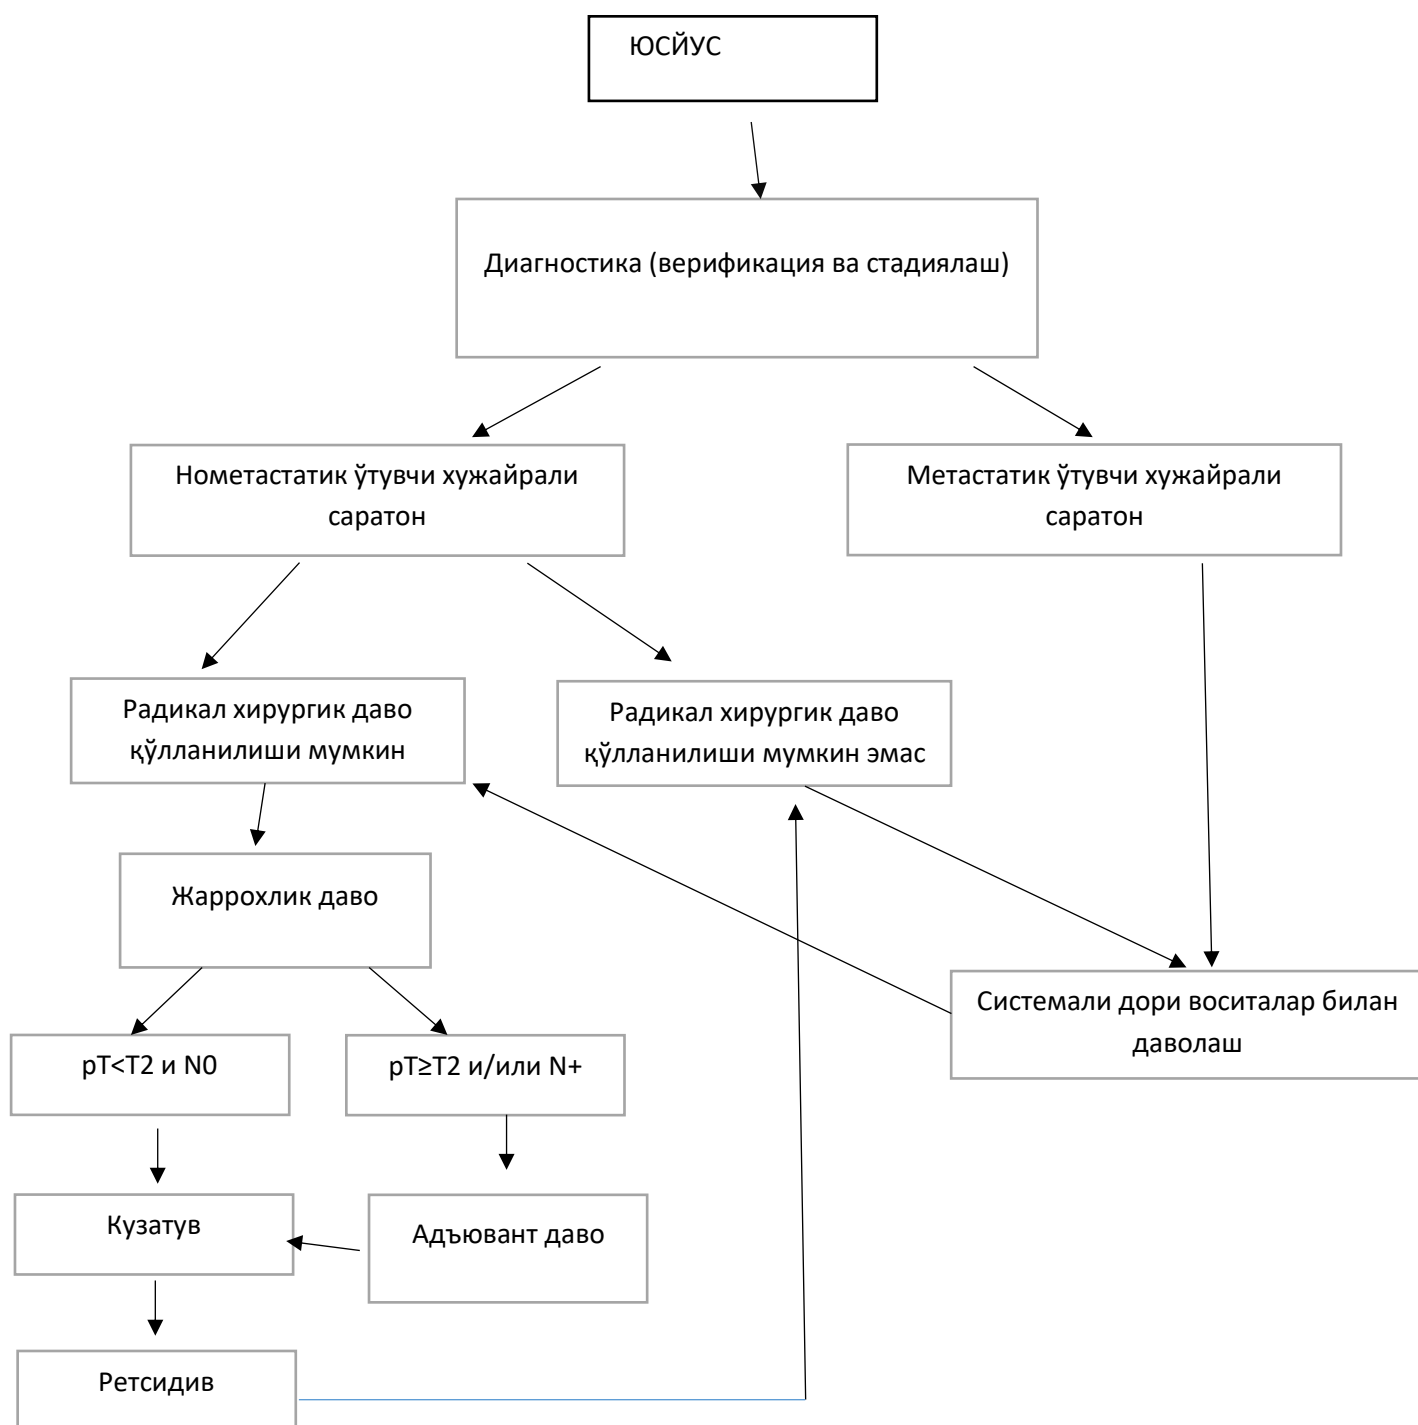 ЮСЙУС
Диагностика (верификация ва стадиялаш)
Нометастатик ўтувчи хужайрали
саратон
Метастатик ўтувчи хужайрали
саратон
Радикал хирургик даво
қўлланилиши мумкин
Радикал хирургик даво
қўлланилиши мумкин эмас
Жаррохлик даво
Системали дори воситалар билан
даволаш
pT<T2 и N0
pT≥T2 и/или N+
Кузатув
Адъювант даво
Ретсидив